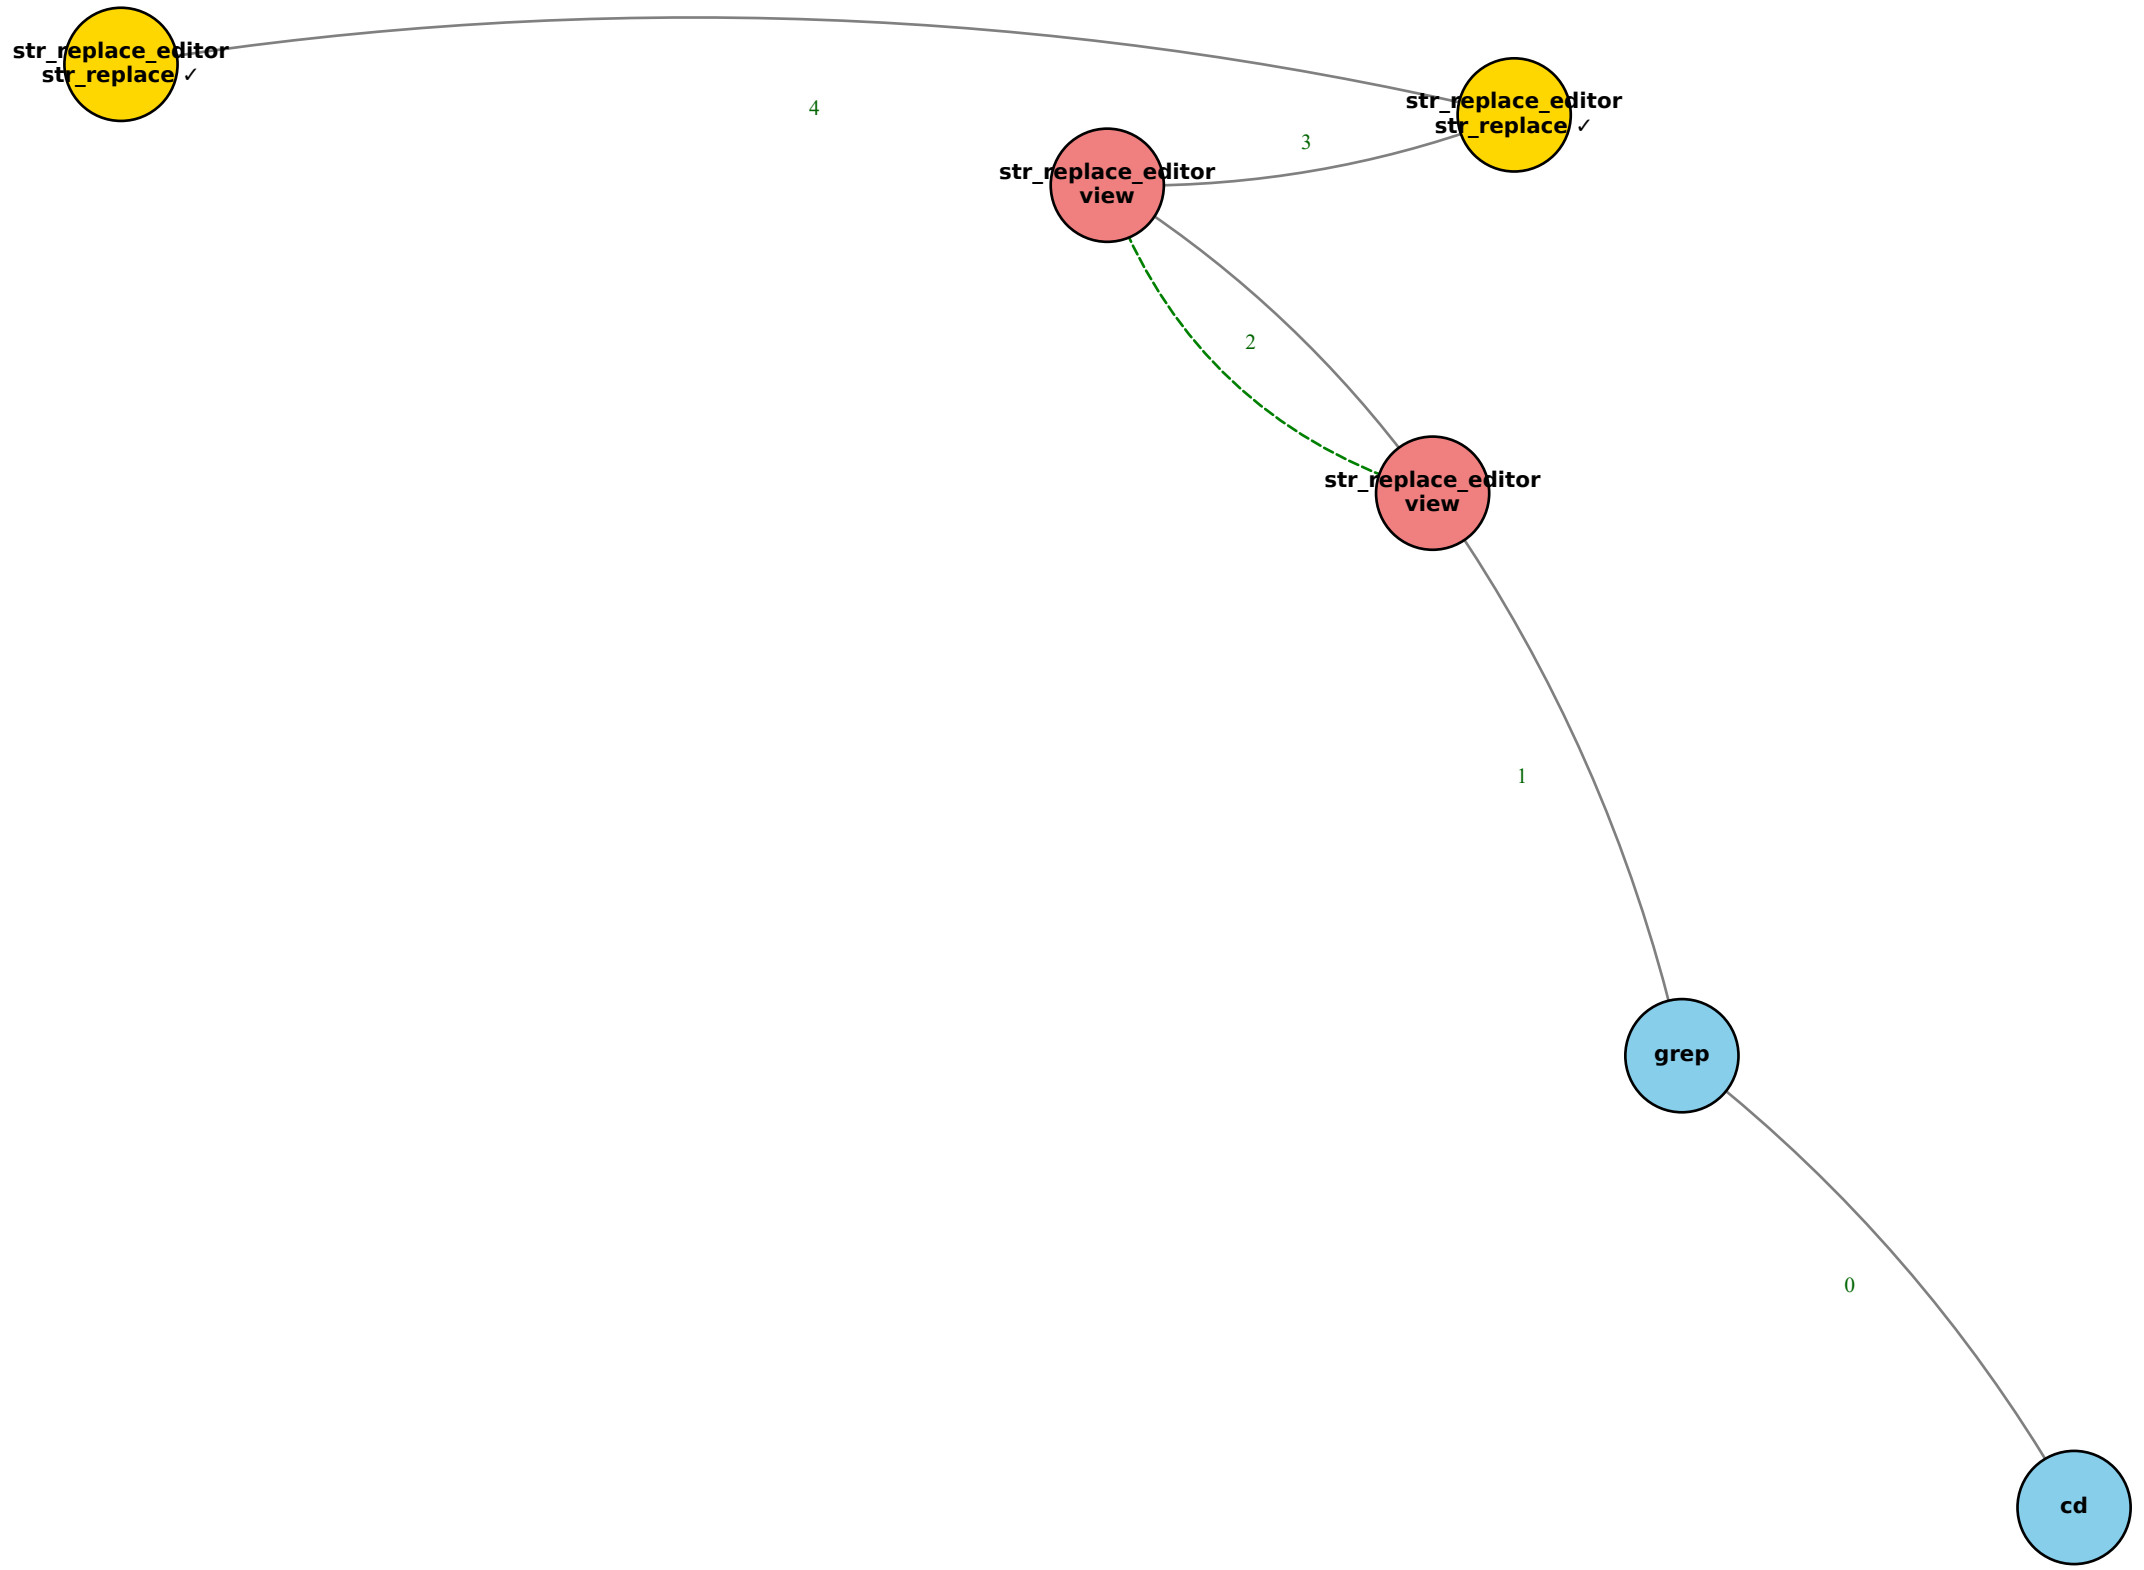 str_replace_editor
str_replace ✓
str_replace_editor
str_replace ✓
4
3
str_replace_editor
view
2
str_replace_editor
view
1
grep
0
cd